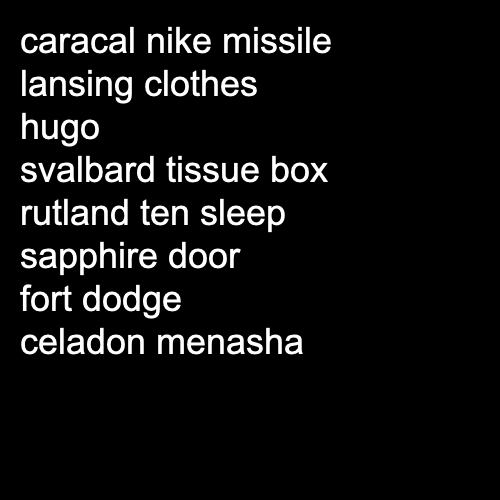 caracal nike missile
lansing clothes
hugo
svalbard tissue box
rutland ten sleep
sapphire door
fort dodge
celadon menasha